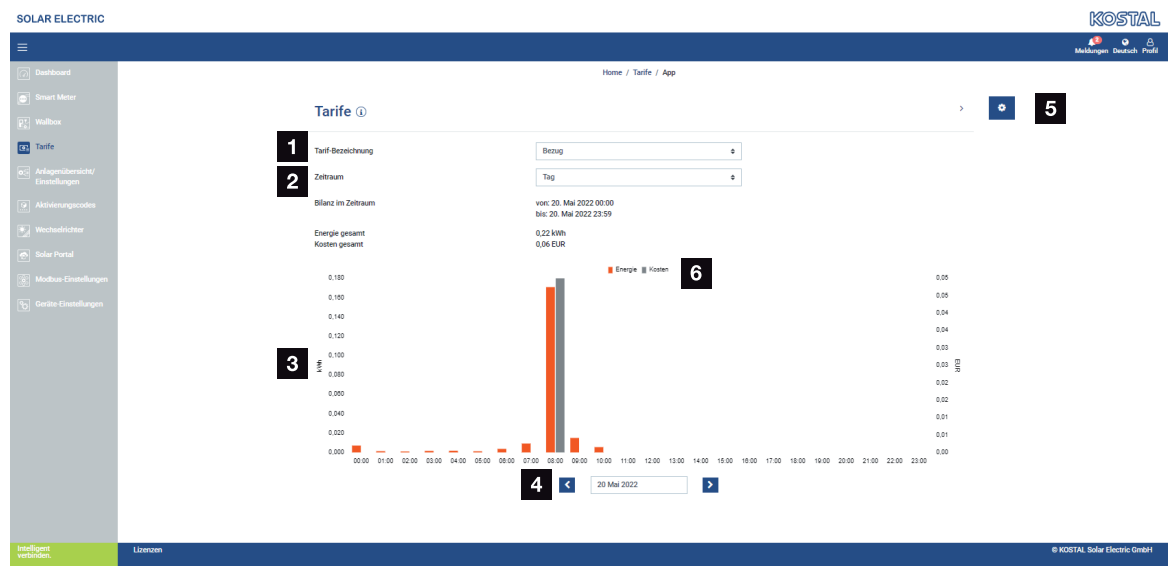 SOLAR ELECTRIC
KOSTAL
2
Meldungen Deutsch Profil
Dashboard
Smart Meter
Wallbox
Tarife
Anlagenübersicht/
Einstellungen
Aktivierungscodes
Wechselrichter
Solar Portal
Modbus-Einstellungen
Geräte-Einstellungen
Home / Tarife / App
Tarife
5
1 Tarif-Bezeichnung Bezug
2 Zeitraum Tag
Bilanz im Zeitraum von: 20. Mai 2022 00:00
bis: 20. Mai 2022 23:59
Energie gesamt 0,22 kWh
Kosten gesamt 0,06 EUR
Energie Kosten 6
0,180 0,05
0,160 0,05
0,140 0,04
0,120 0,04
0,100 0,03
0,080 0,03
0,060 0,02
0,040 0,02
0,020 0,01
0,000 0,01
0,00
3 kWh
EUR
00:00 01:00 02:00 03:00 04:00 05:00 06:00 07:00 08:00 09:00 10:00 11:00 12:00 13:00 14:00 15:00 16:00 17:00 18:00 19:00 20:00 21:00 22:00 23:00
4 20 Mai 2022
Intelligent
verbinden.
Lizenzen
© KOSTAL Solar Electric GmbH